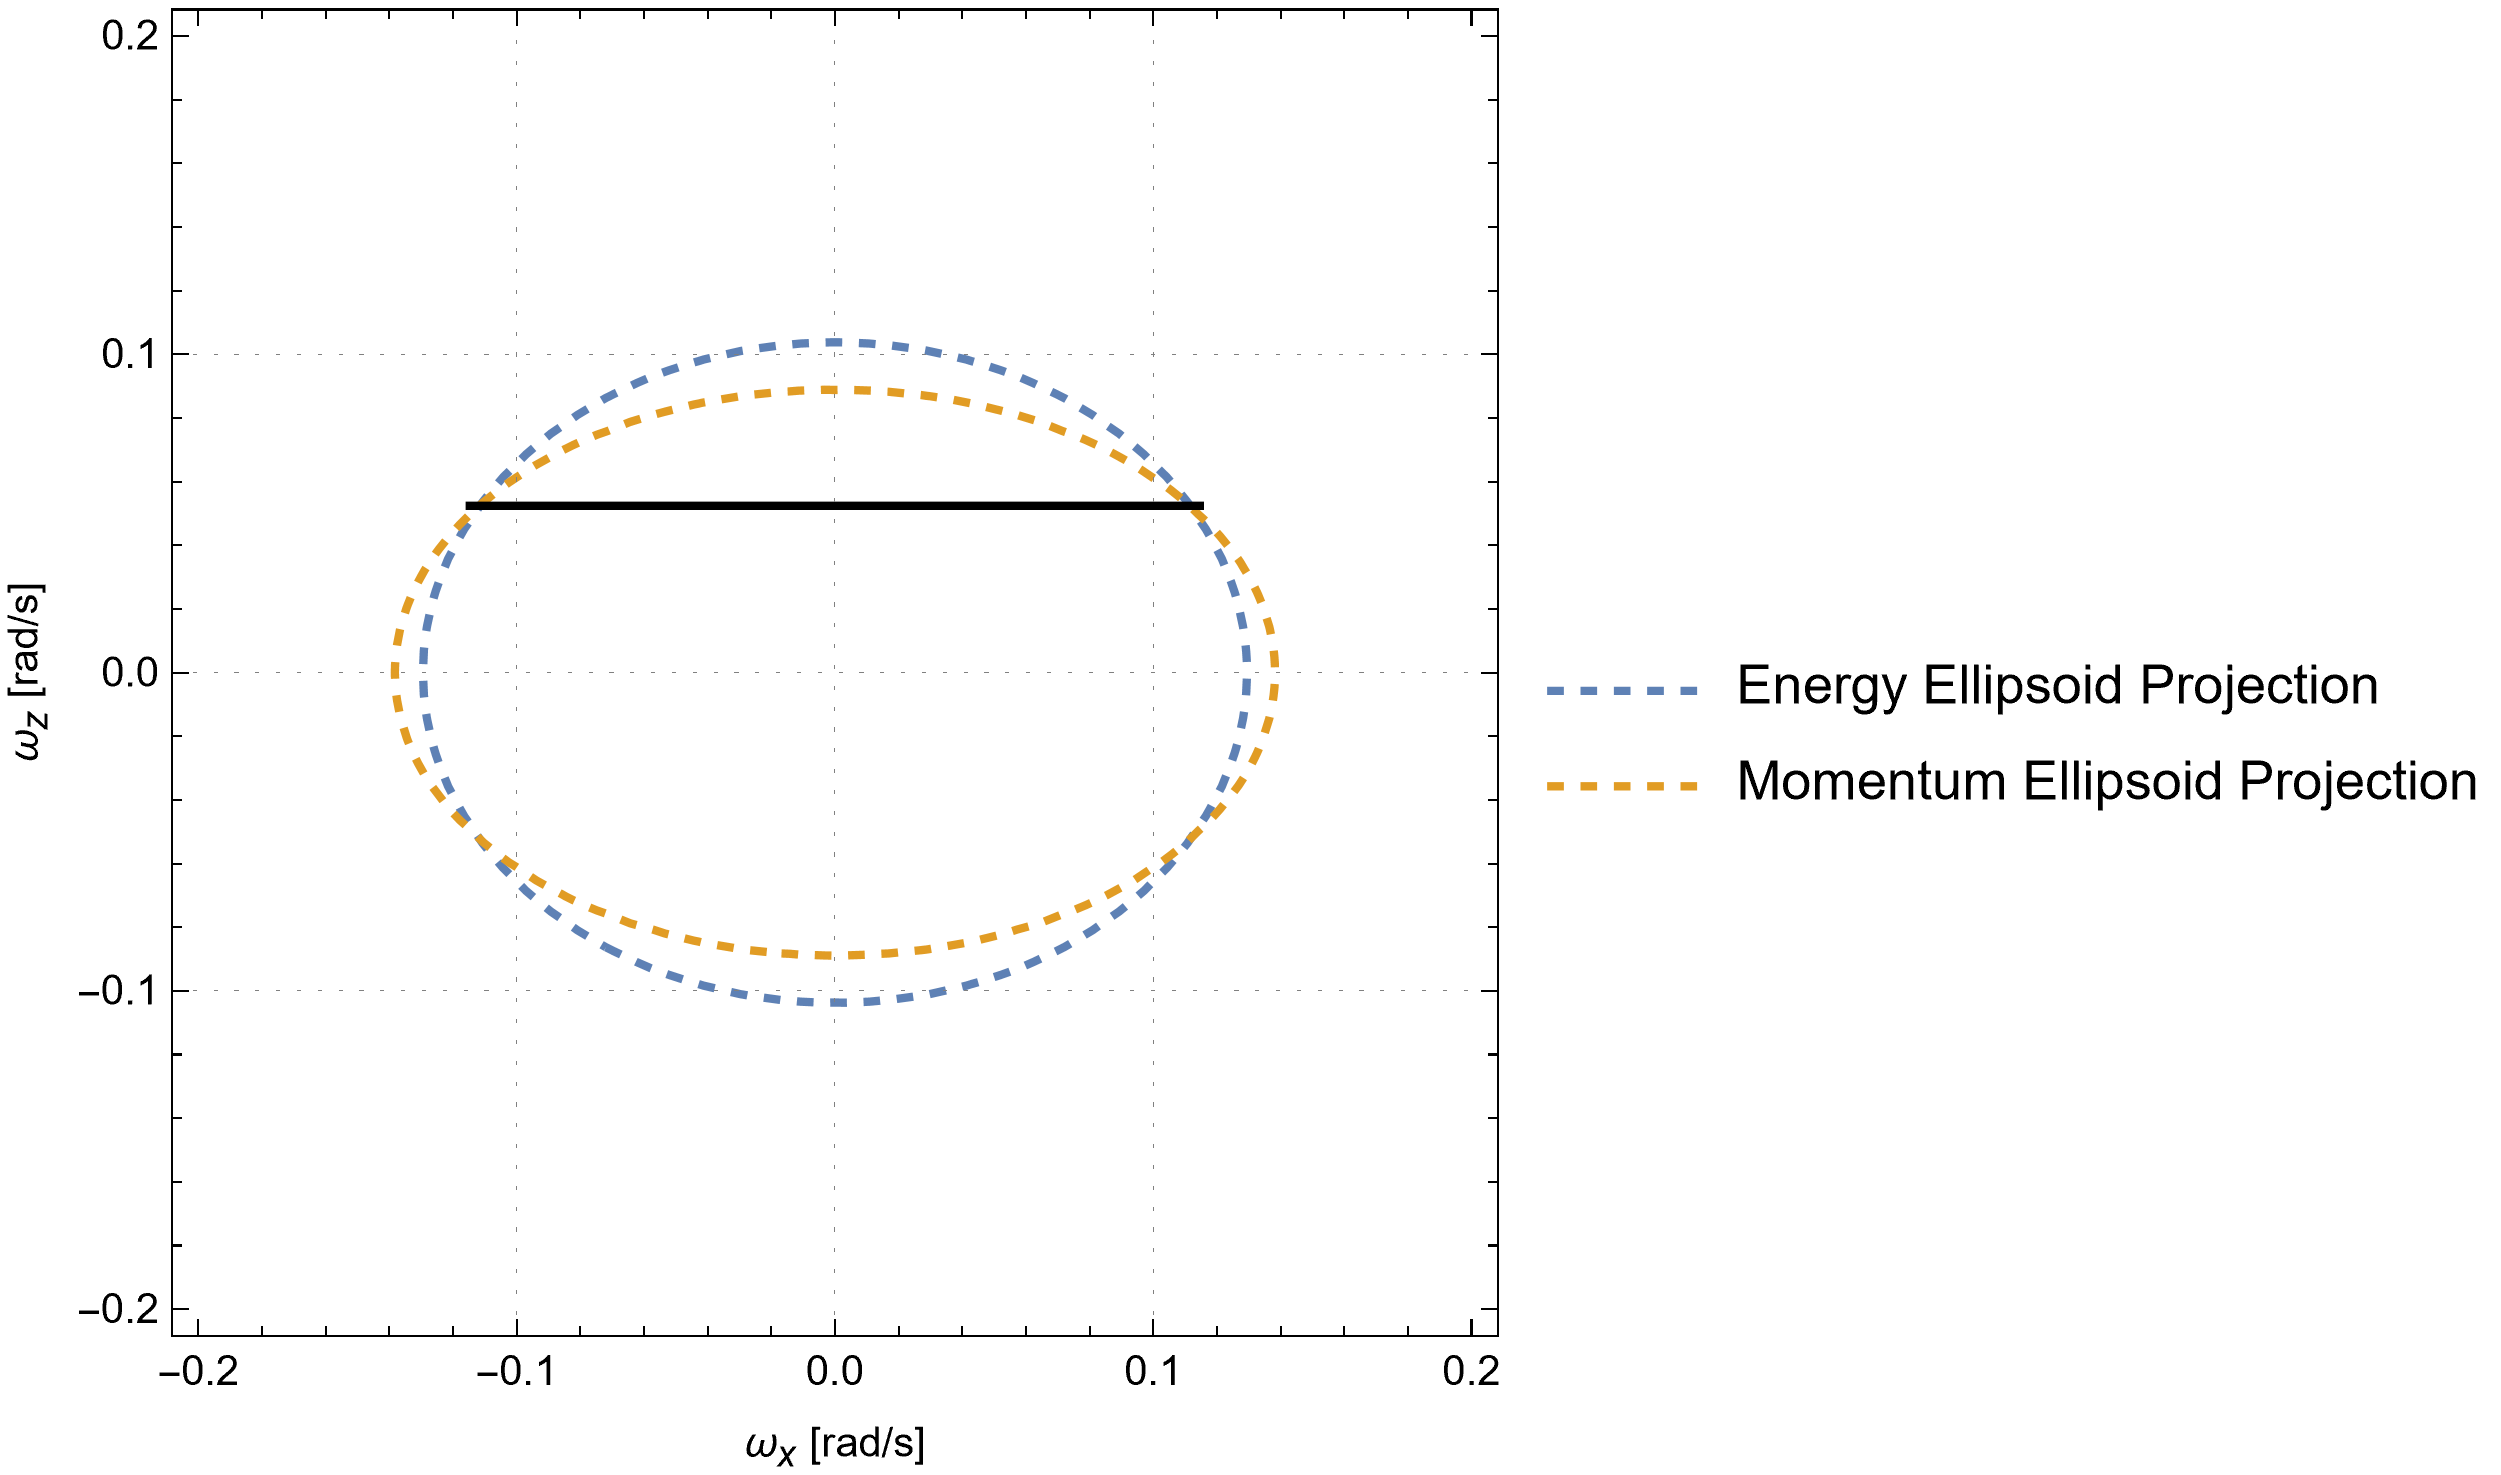 0.2
0.1
0.0
−0.1
−0.2
ωz [rad/s]
−0.2 −0.1 0.0 0.1 0.2
ωx [rad/s]
Energy Ellipsoid Projection
Momentum Ellipsoid Projection